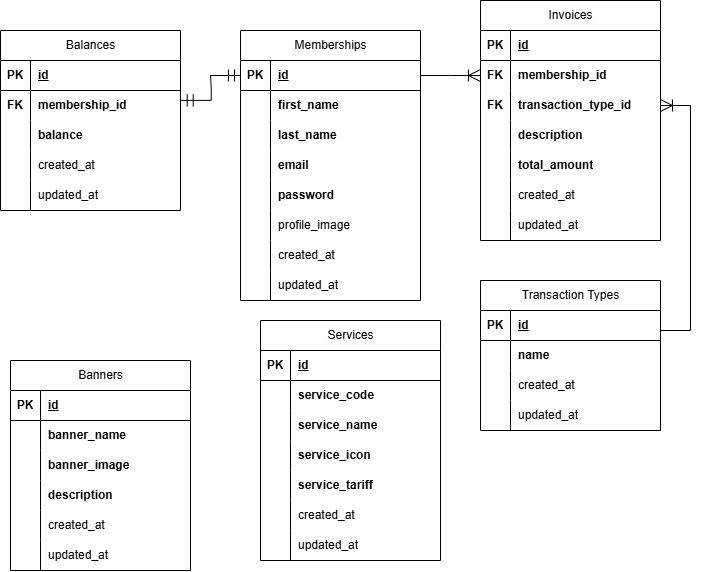 Balances
PK id
FK membership_id
balance
created_at
updated_at
Memberships
PK id
first_name
last_name
email
password
profile_image
created_at
updated_at
Invoices
PK id
FK membership_id
FK transaction_type_id
description
total_amount
created_at
updated_at
Transaction Types
PK id
name
created_at
updated_at
Services
PK id
service_code
service_name
service_icon
service_tariff
created_at
updated_at
Banners
PK id
banner_name
banner_image
description
created_at
updated_at